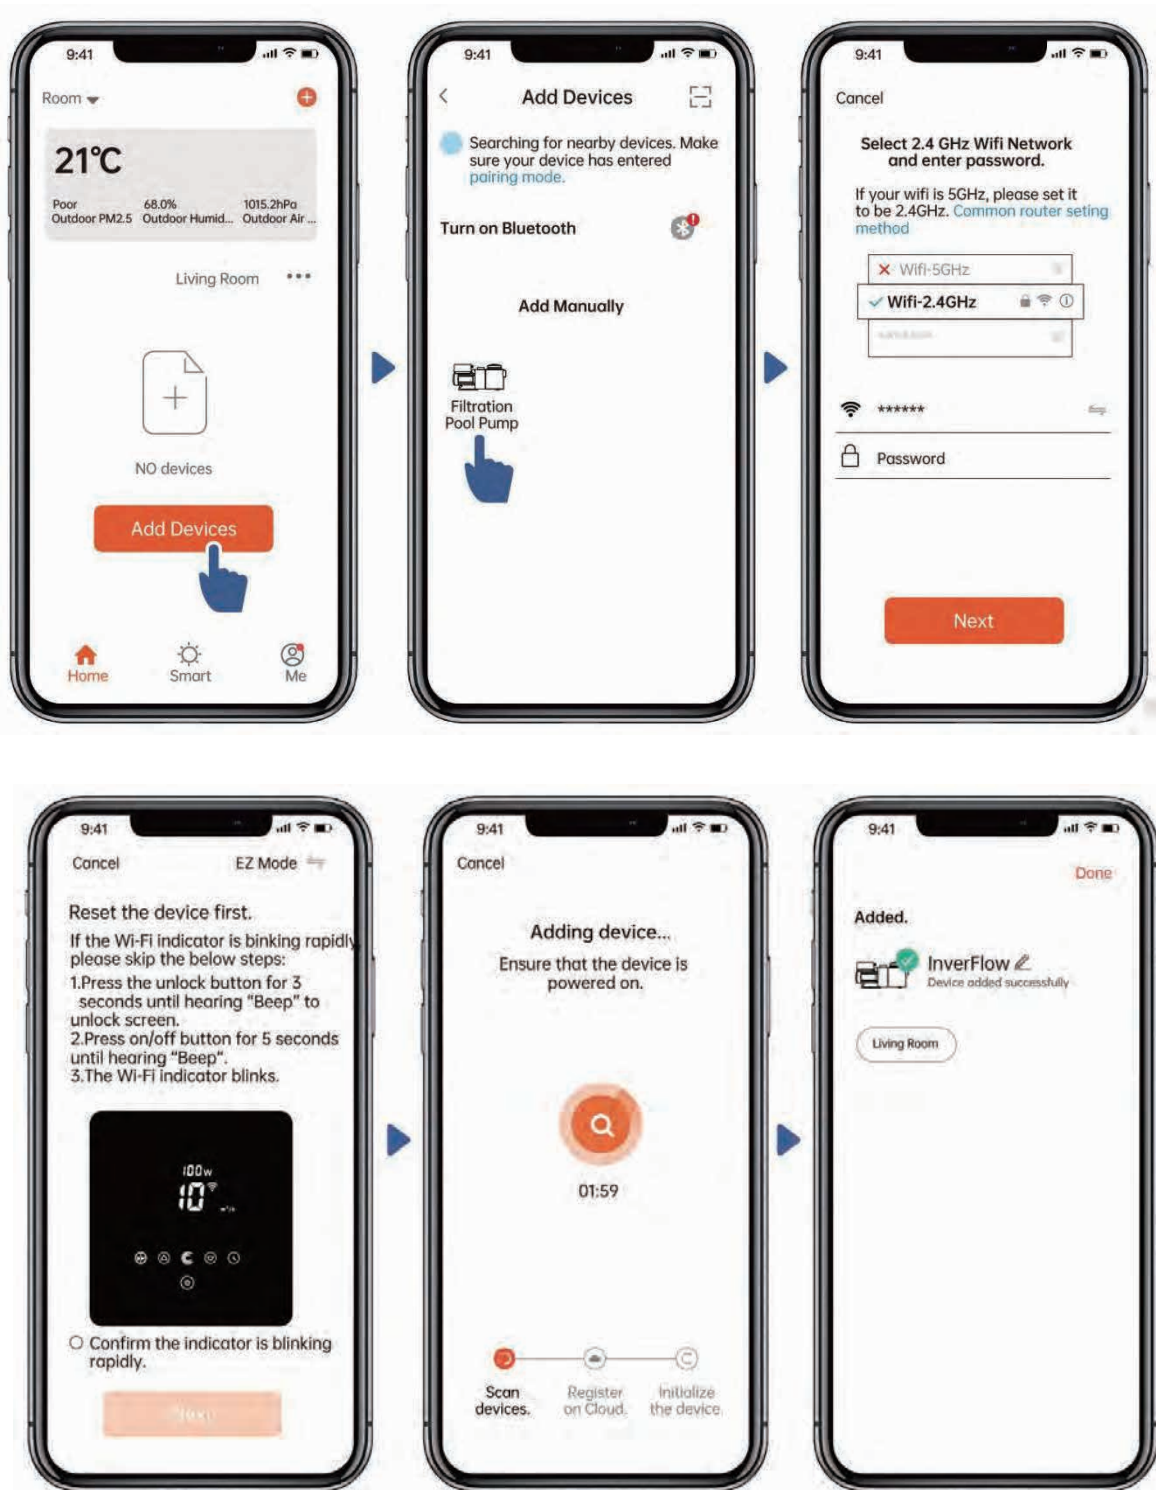 9:41
Room
21℃
Poor
68.0%
1015.2hPa
Outdoor PM2.5
Outdoor Humid...
Outdoor Air ...
Living Room
NO devices
Add Devices
Home
Smart
Me
9:41
Add Devices
Searching for nearby devices. Make
sure your device has entered
pairing mode.
Turn on Bluetooth
Add Manually
Filtration
Pool Pump
9:41
Cancel
Select 2.4 GHz Wifi Network
and enter password.
If your wifi is 5GHz, please set it
to be 2.4GHz. Common router seting
method
Wifi-5GHz
Wifi-2.4GHz
******
Password
Next
9:41
Cancel
EZ Mode
Reset the device first.
If the Wi-Fi indicator is binking rapidly
please skip the below steps:
1.Press the unlock button for 3
seconds until hearing “Beep” to
unlock screen.
2.Press on/off button for 5 seconds
until hearing “Beep”.
3.The Wi-Fi indicator blinks.
100w
10
Confirm the indicator is blinking
rapidly.
Next
9:41
Cancel
Adding device...
Ensure that the device is
powered on.
01:59
Scan
devices.
Register
on Cloud.
Initialize
the device.
9:41
Done
Added.
InverFlow
Device added successfully
Living Room